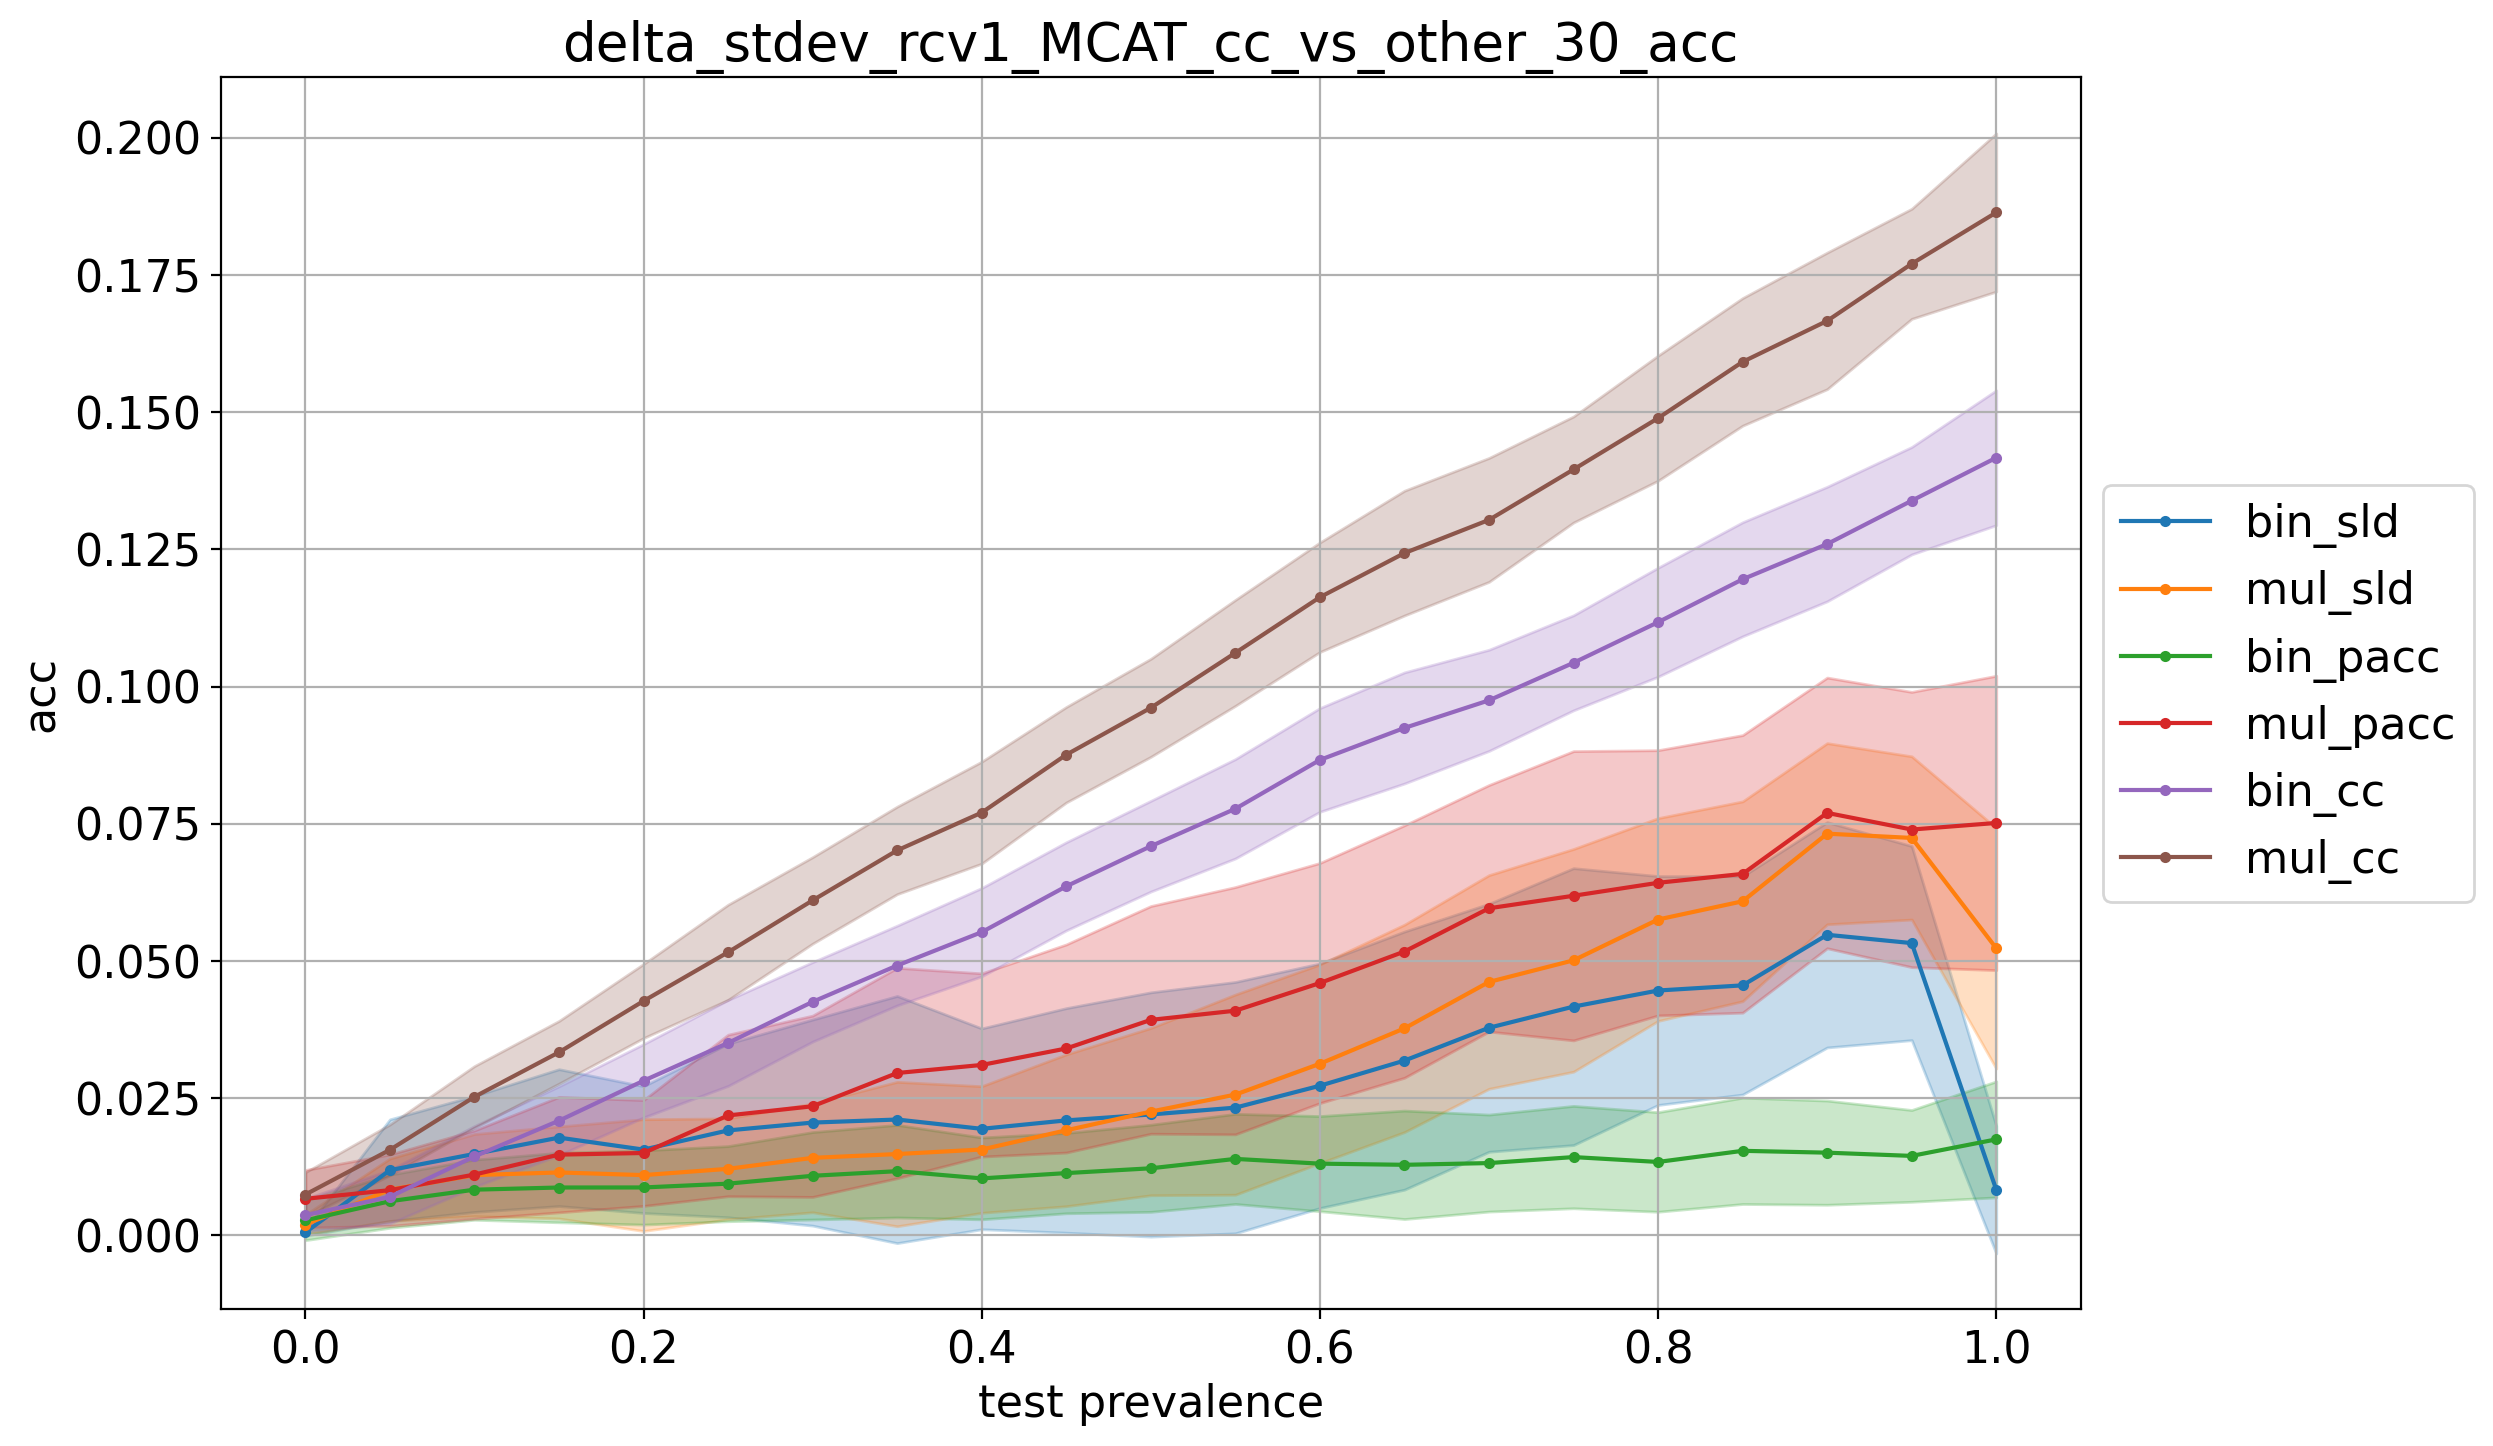 delta_stdev_rcv1_MCAT_cc_vs_other_30_acc
0.200
0.175
0.150
0.125
0.100
0.075
0.050
0.025
0.000
acc
0.0 0.2 0.4 0.6 0.8 1.0
test prevalence
bin_sld
mul_sld
bin_pacc
mul_pacc
bin_cc
mul_cc